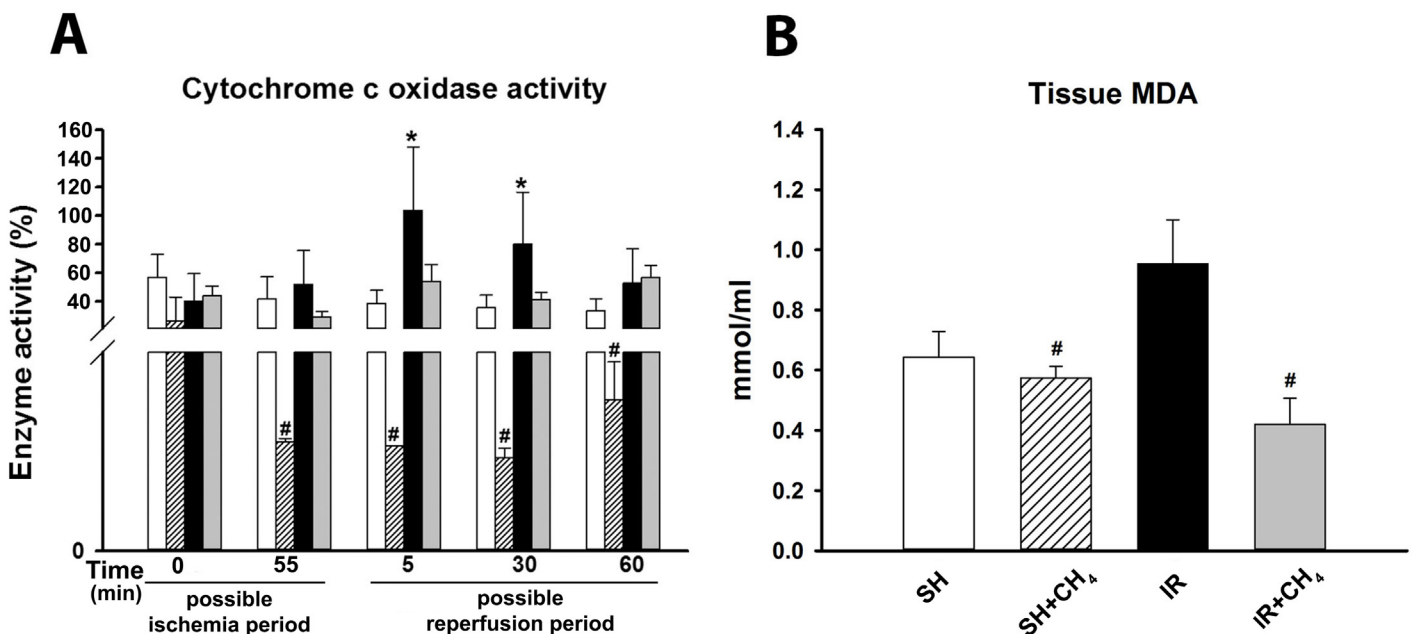 A
Cytochrome c oxidase activity
Enzyme activity (%)
160
140
120
100
80
60
40
0
*
*
#
#
#
#
Time
(min)
0 55 5 30 60
possible
ischemia period
possible
reperfusion period
B
Tissue MDA
mmol/ml
1.4
1.2
1.0
0.8
0.6
0.4
0.2
0.0
#
#
SH
SH+CH₄
IR
IR+CH₄